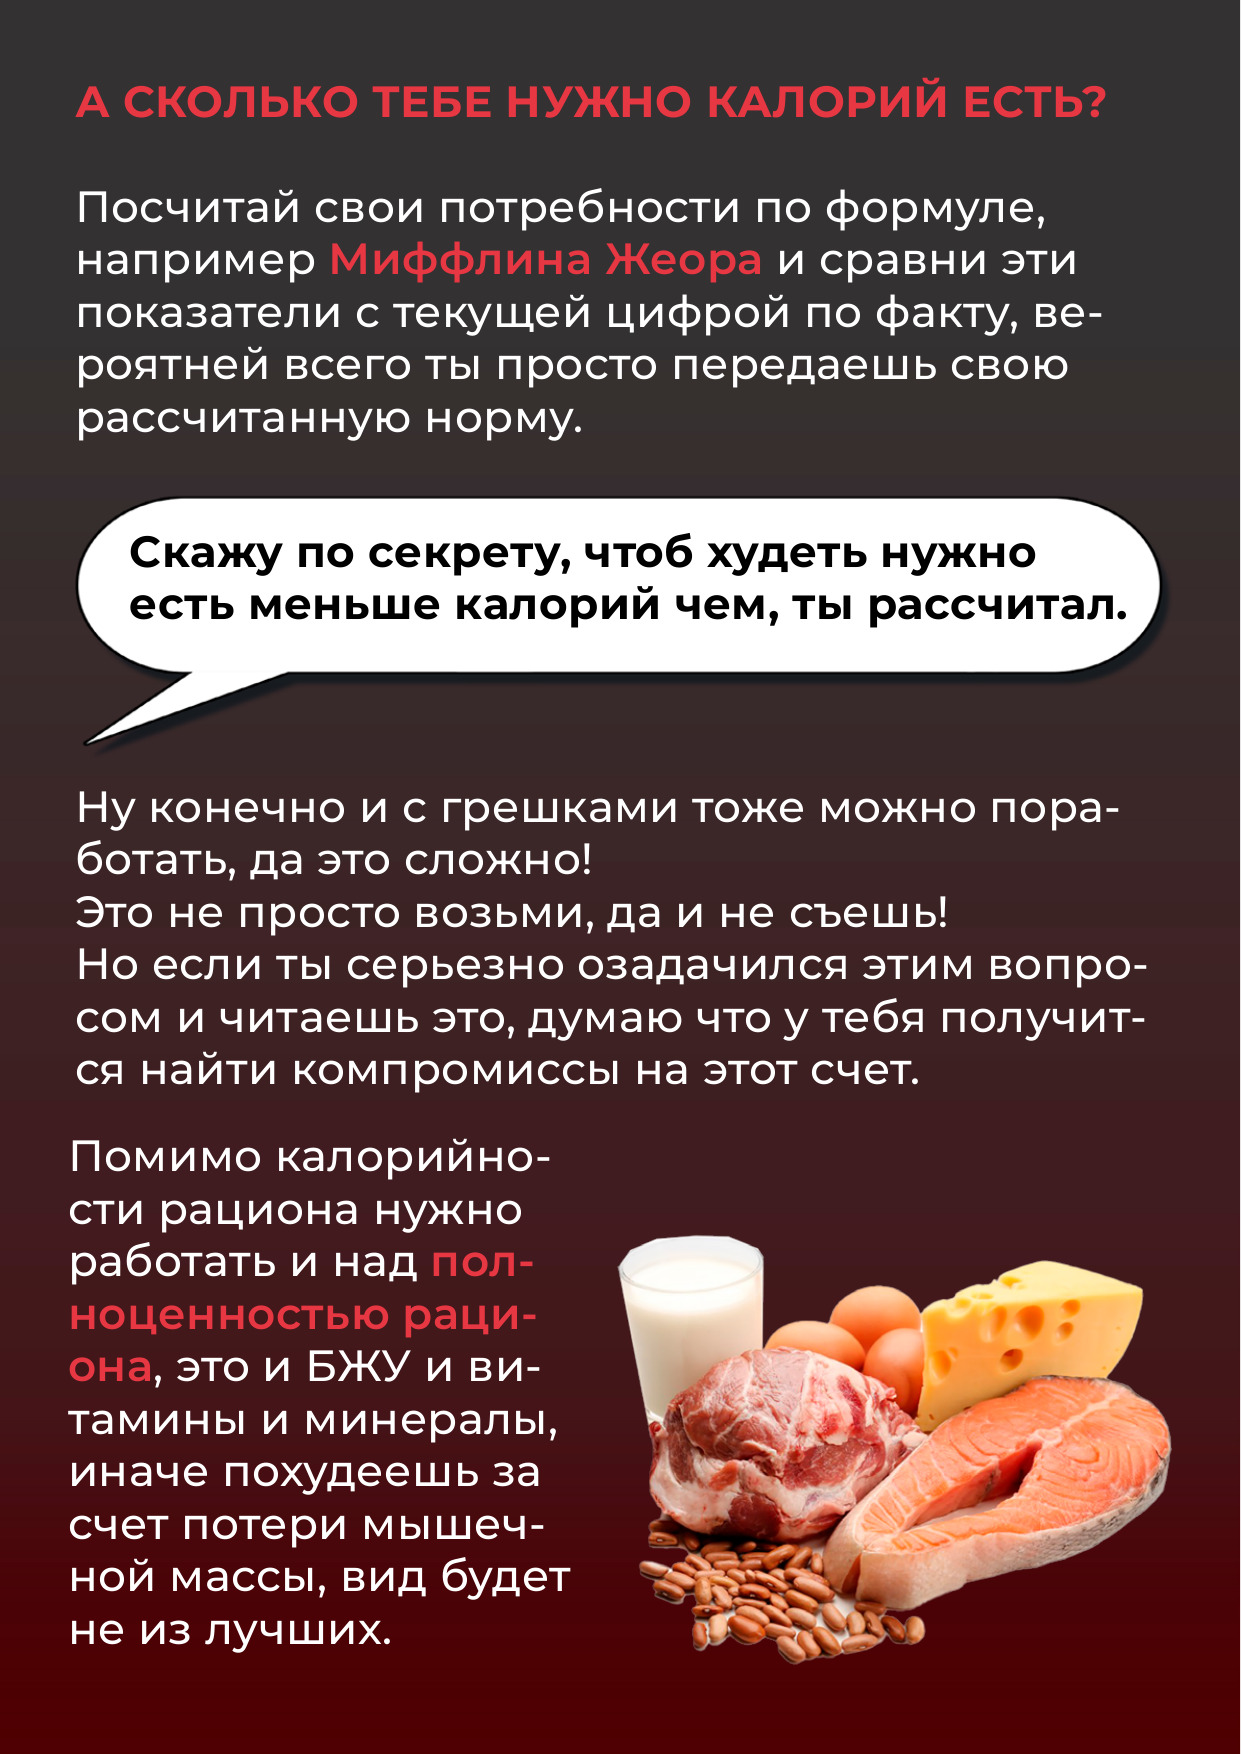 А СКОЛЬКО ТЕБЕ НУЖНО КАЛОРИЙ ЕСТЬ?
Посчитай свои потребности по формуле,
например Миффлина Жеора и сравни эти
показатели с текущей цифрой по факту, ве-
роятней всего ты просто передаешь свою
рассчитанную норму.
Скажу по секрету, чтоб худеть нужно
есть меньше калорий чем, ты рассчитал.
Ну конечно и с грешками тоже можно пора-
ботать, да это сложно!
Это не просто возьми, да и не съешь!
Но если ты серьезно озадачился этим вопро-
сом и читаешь это, думаю что у тебя получит-
ся найти компромиссы на этот счет.
Помимо калорийно-
сти рациона нужно
работать и над пол-
ноценностью раци-
она, это и БЖУ и ви-
тамины и минералы,
иначе похудеешь за
счет потери мышеч-
ной массы, вид будет
не из лучших.